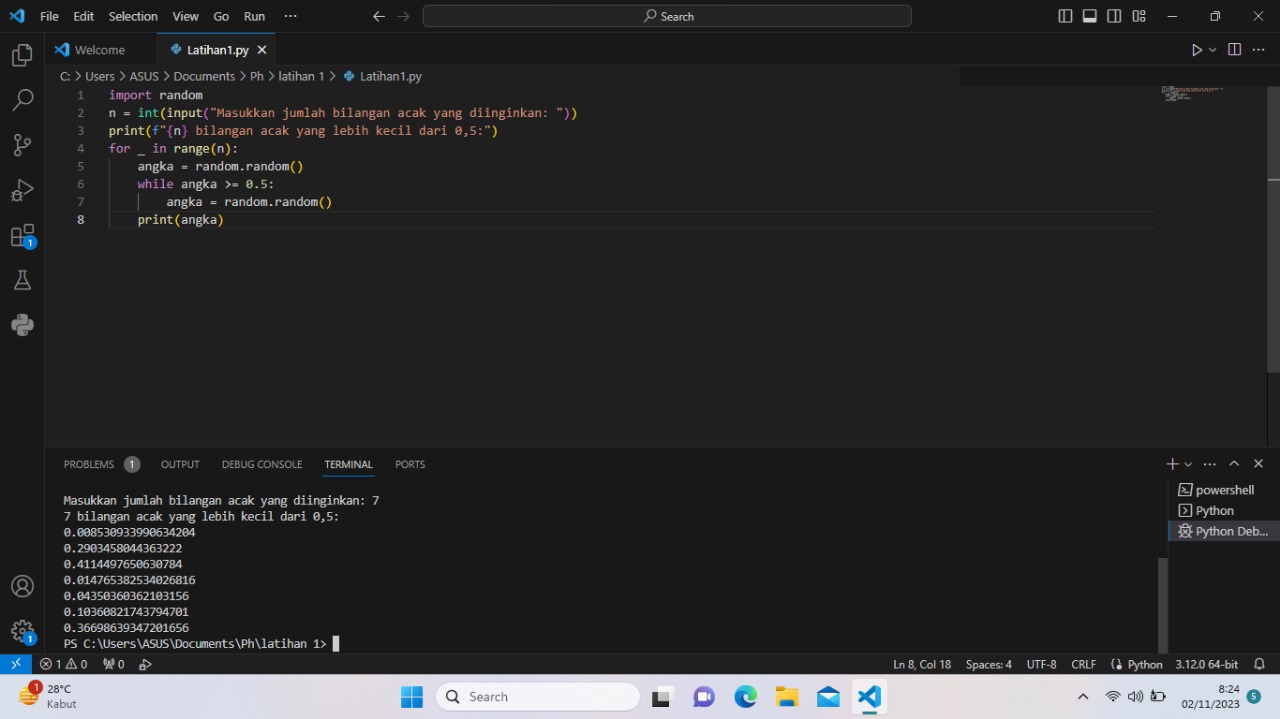 File Edit Selection View Go Run ··· Search
Welcome Latihan1.py
C: > Users > ASUS > Documents > Ph > latihan 1 > Latihan1.py
1 import random
2 n = int(input("Masukkan jumlah bilangan acak yang diinginkan: "))
3 print(f"{n} bilangan acak yang lebih kecil dari 0,5:")
4 for _ in range(n):
5 angka = random.random()
6 while angka >= 0.5:
7 angka = random.random()
8 print(angka)
PROBLEMS 1 OUTPUT DEBUG CONSOLE TERMINAL PORTS
Masukkan jumlah bilangan acak yang diinginkan: 7
7 bilangan acak yang lebih kecil dari 0,5:
0.008530933990634204
0.2903458044363222
0.4114497650630784
0.014765382534026816
0.04350360362103156
0.10360821743794701
0.36698639347201656
PS C:\Users\ASUS\Documents\Ph\latihan 1>
powershell
Python
Python Deb...
1
1
1 0 0 Ln 8, Col 18 Spaces: 4 UTF-8 CRLF Python 3.12.0 64-bit
1 28°C
Kabut
Search
8:24
02/11/2023
5